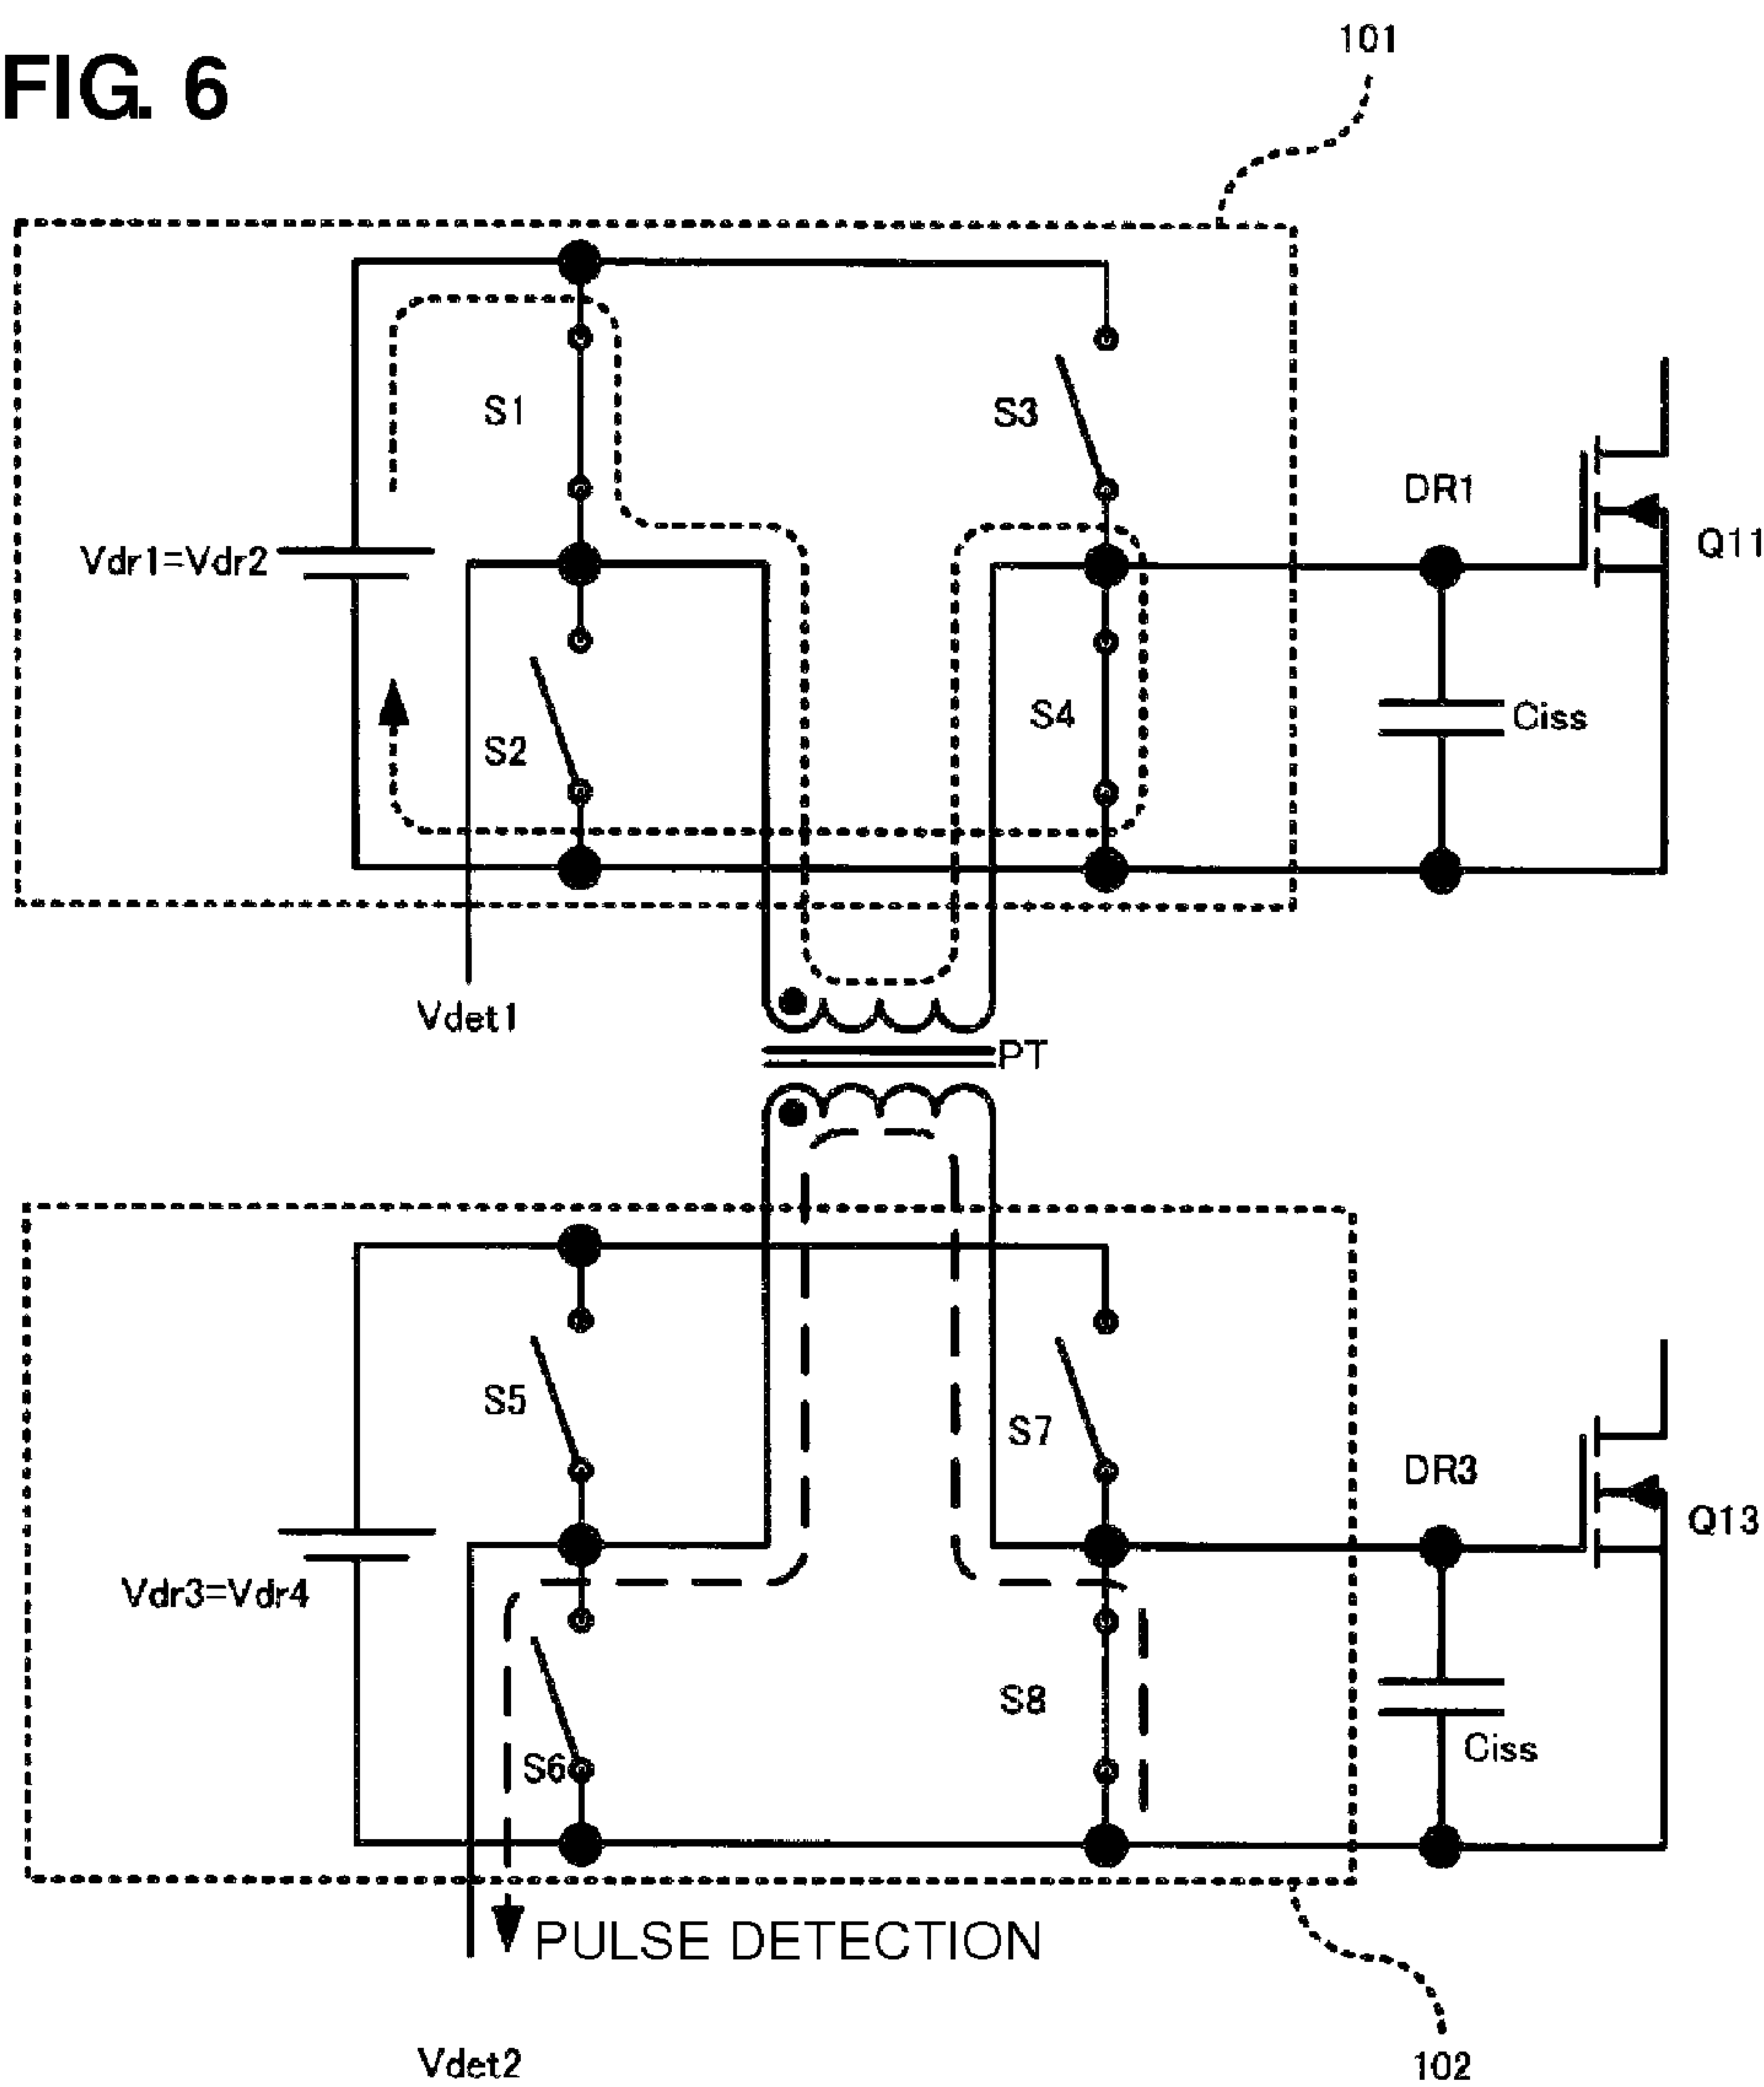 FIG. 6
101
S1
S3
DR1
Q11
Vdr1=Vdr2
S2
S4
Ciss
Vdet1
PT
S5
S7
DR3
Q13
Vdr3=Vdr4
S6
S8
Ciss
PULSE DETECTION
Vdet2
102